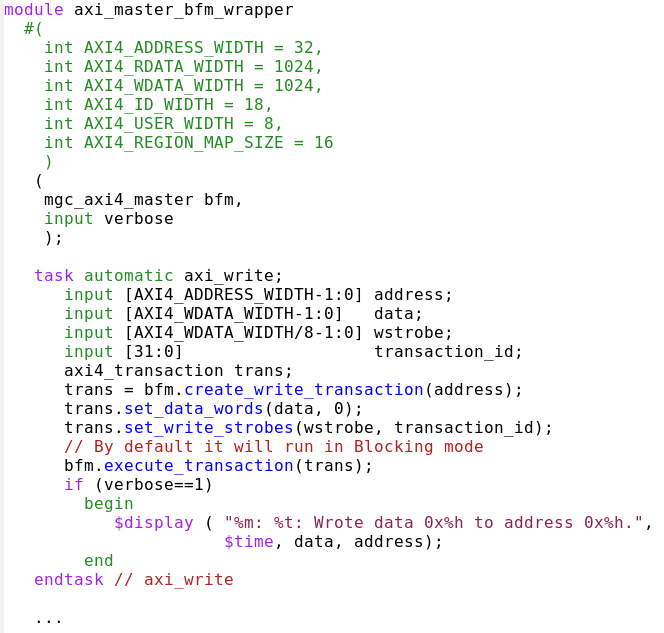 module axi_master_bfm_wrapper
  #(
    int AXI4_ADDRESS_WIDTH = 32,
    int AXI4_RDATA_WIDTH = 1024,
    int AXI4_WDATA_WIDTH = 1024,
    int AXI4_ID_WIDTH = 18,
    int AXI4_USER_WIDTH = 8,
    int AXI4_REGION_MAP_SIZE = 16
    )
   (
    mgc_axi4_master bfm,
    input verbose
    );

   task automatic axi_write;
      input [AXI4_ADDRESS_WIDTH-1:0] address;
      input [AXI4_WDATA_WIDTH-1:0]   data;
      input [AXI4_WDATA_WIDTH/8-1:0] wstrobe;
      input [31:0]                   transaction_id;
      axi4_transaction trans;
      trans = bfm.create_write_transaction(address);
      trans.set_data_words(data, 0);
      trans.set_write_strobes(wstrobe, transaction_id);
      // By default it will run in Blocking mode
      bfm.execute_transaction(trans);
      if (verbose==1)
        begin
           $display ( "%m: %t: Wrote data 0x%h to address 0x%h.",
                      $time, data, address);
        end
   endtask // axi_write

   ...